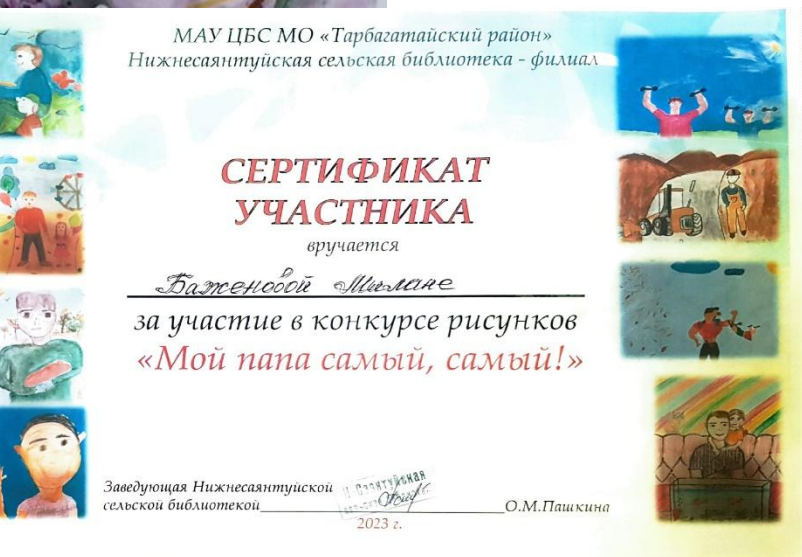 МАУ ЦБС МО «Тарбагатайский район»
Нижнесаянтуйская сельская библиотека - филиал
СЕРТИФИКАТ
УЧАСТНИКА
вручается
Баженовой Милане
за участие в конкурсе рисунков
«Мой папа самый, самый!»
Заведующая Нижнесаянтуйской
сельской библиотекой О.М.Пашкина
2023 г.